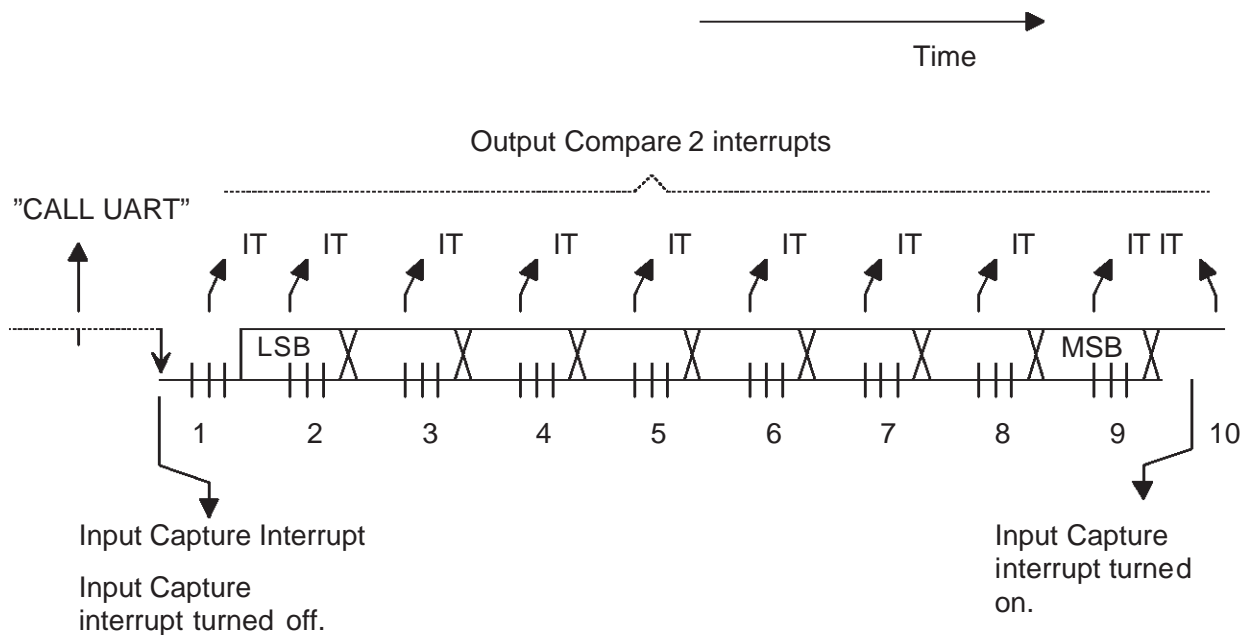 Time
Output Compare 2 interrupts
”CALL UART”
IT IT IT IT IT IT IT IT IT IT
LSB MSB
1 2 3 4 5 6 7 8 9 10
Input Capture Interrupt
Input Capture
interrupt turned off.
Input Capture
interrupt turned
on.